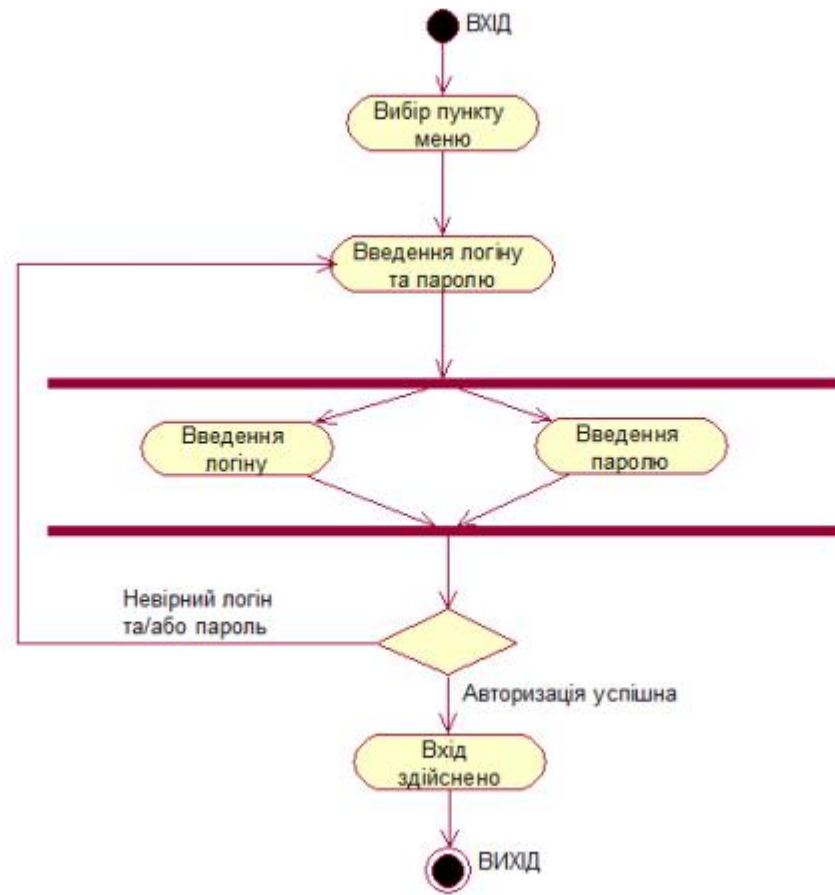 ВХІД
Вибір пункту
меню
Введення логіну
та паролю
Введення
логіну
Введення
паролю
Невірний логін
та/або пароль
Авторизація успішна
Вхід
здійснено
ВИХІД